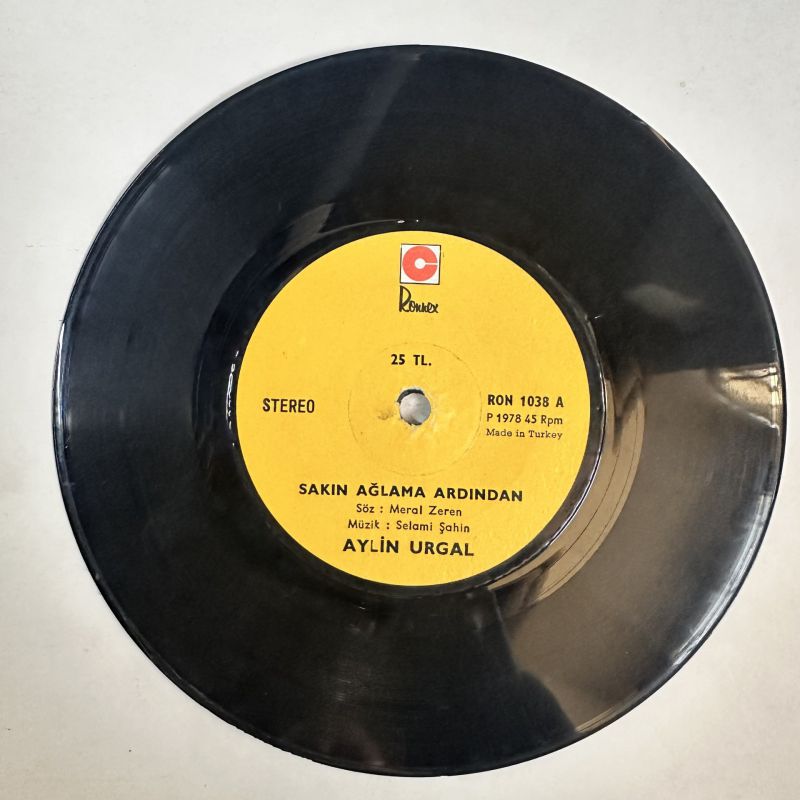 Ronnex
25 TL.
STEREO
RON 1038 A
P 1978 45 Rpm
Made in Turkey
SAKIN AĞLAMA ARDINDAN
Söz : Meral Zeren
Müzik : Selami Şahin
AYLİN URGAL